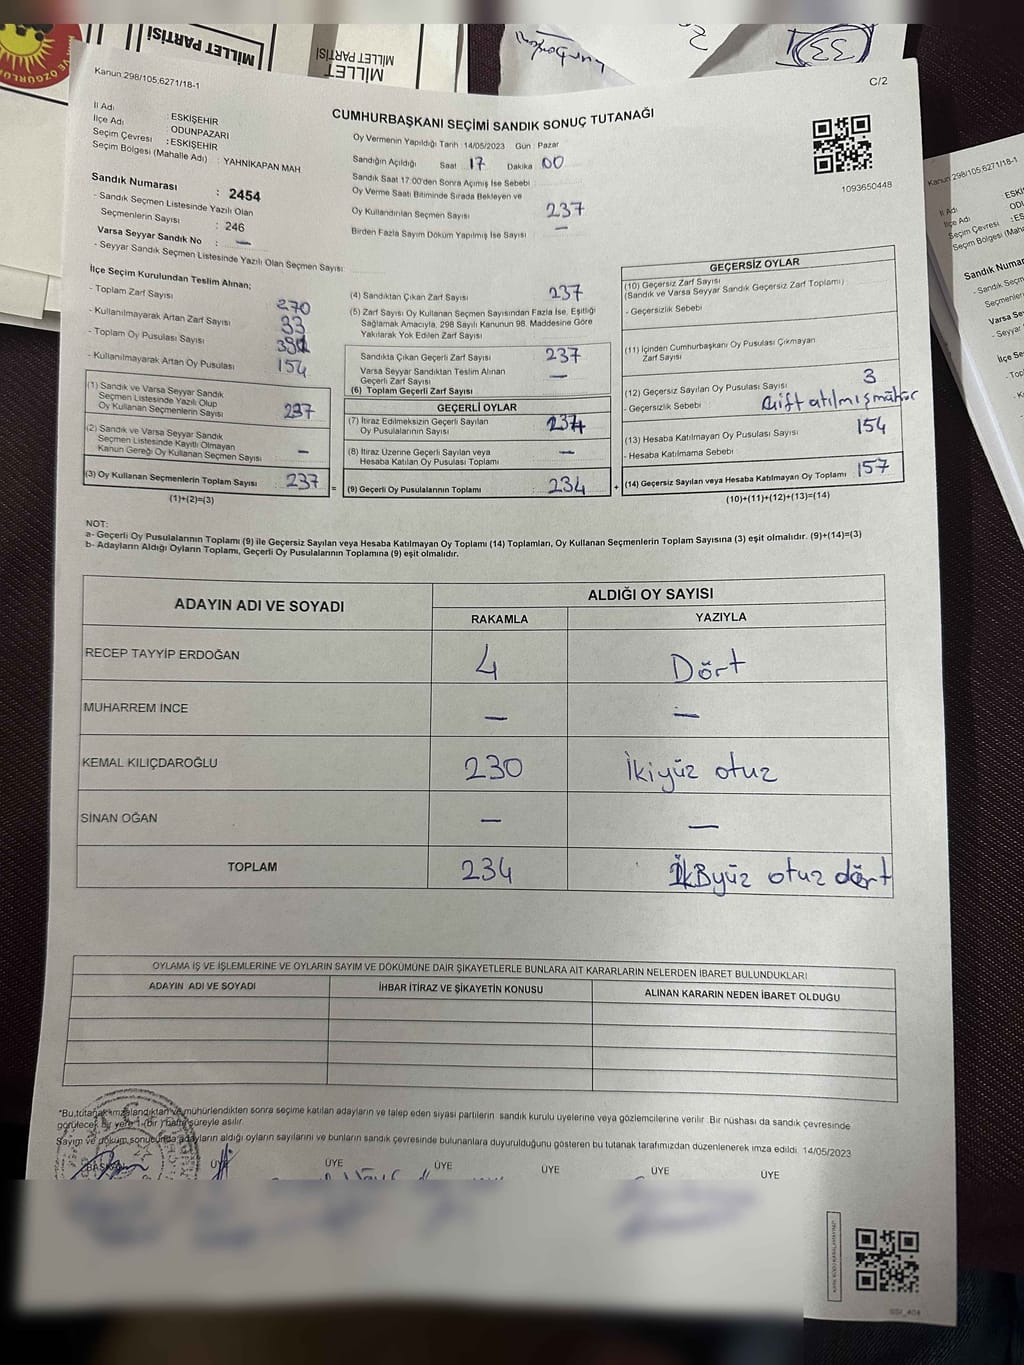 MİLLET PARTİSİ
MİLLET PARTİSİ
MİLLET
Kanun:298/105,6271/18-1
C/2
CUMHURBAŞKANI SEÇİMİ SANDIK SONUÇ TUTANAĞI
İl Adı : ESKİŞEHİR
İlçe Adı : ODUNPAZARI
Seçim Çevresi : ESKİŞEHİR
Seçim Bölgesi (Mahalle Adı) : YAHNİKAPAN MAH
Sandık Numarası : 2454
- Sandık Seçmen Listesinde Yazılı Olan
Seçmenlerin Sayısı : 246
Varsa Seyyar Sandık No : —
- Seyyar Sandık Seçmen Listesinde Yazılı Olan Seçmen Sayısı:
Oy Vermenin Yapıldığı Tarih :14/05/2023 Gün : Pazar
Sandığın Açıldığı Saat 17 Dakika 00
Sandık Saat 17:00'den Sonra Açımış İse Sebebi
Oy Verme Saati Bitiminde Sırada Bekleyen ve
Oy Kullandırılan Seçmen Sayısı 237
Birden Fazla Sayım Döküm Yapılmış İse Sayısı —
1093650448
İlçe Seçim Kurulundan Teslim Alınan;
- Toplam Zarf Sayısı 270
- Kullanılmayarak Artan Zarf Sayısı 33
- Toplam Oy Pusulası Sayısı
- Kullanılmayarak Artan Oy Pusulası 154
(1) Sandık ve Varsa Seyyar Sandık
Seçmen Listesinde Yazılı Olup
Oy Kullanan Seçmenlerin Sayısı 237
(2) Sandık ve Varsa Seyyar Sandık
Seçmen Listesinde Kayıtlı Olmayan
Kanun Gereği Oy Kullanan Seçmen Sayısı —
(3) Oy Kullanan Seçmenlerin Toplam Sayısı 237 =
(1)+(2)=(3)
(4) Sandıktan Çıkan Zarf Sayısı 237
(5) Zarf Sayısı Oy Kullanan Seçmen Sayısından Fazla İse, Eşitliği
Sağlamak Amacıyla, 298 Sayılı Kanunun 98. Maddesine Göre
Yakılarak Yok Edilen Zarf Sayısı
Sandıkta Çıkan Geçerli Zarf Sayısı 237
Varsa Seyyar Sandıktan Teslim Alınan
Geçerli Zarf Sayısı —
(6) Toplam Geçerli Zarf Sayısı
GEÇERLİ OYLAR
(7) İtiraz Edilmeksizin Geçerli Sayılan
Oy Pusulalarının Sayısı 234
(8) İtiraz Üzerine Geçerli Sayılan veya
Hesaba Katılan Oy Pusulası Toplamı —
(9) Geçerli Oy Pusulalarının Toplamı 234 +
GEÇERSİZ OYLAR
(10) Geçersiz Zarf Sayısı
(Sandık ve Varsa Seyyar Sandık Geçersiz Zarf Toplamı)
- Geçersizlik Sebebi
(11) İçinden Cumhurbaşkanı Oy Pusulası Çıkmayan
Zarf Sayısı
(12) Geçersiz Sayılan Oy Pusulası Sayısı 3
- Geçersizlik Sebebi Çift atılmış mühür
(13) Hesaba Katılmayan Oy Pusulası Sayısı 154
- Hesaba Katılmama Sebebi
(14) Geçersiz Sayılan veya Hesaba Katılmayan Oy Toplamı 157
(10)+(11)+(12)+(13)=(14)
NOT:
a- Geçerli Oy Pusulalarının Toplamı (9) ile Geçersiz Sayılan veya Hesaba Katılmayan Oy Toplamı (14) Toplamları, Oy Kullanan Seçmenlerin Toplam Sayısına (3) eşit olmalıdır. (9)+(14)=(3)
b- Adayların Aldığı Oyların Toplamı, Geçerli Oy Pusulalarının Toplamına (9) eşit olmalıdır.
ADAYIN ADI VE SOYADI
ALDIĞI OY SAYISI
RAKAMLA YAZIYLA
RECEP TAYYİP ERDOĞAN 4 Dört
MUHARREM İNCE — —
KEMAL KILIÇDAROĞLU 230 İkiyüz otuz
SİNAN OĞAN — —
TOPLAM 234 İkiyüz otuz dört
OYLAMA İŞ VE İŞLEMLERİNE VE OYLARIN SAYIM VE DÖKÜMÜNE DAİR ŞİKAYETLERLE BUNLARA AİT KARARLARIN NELERDEN İBARET BULUNDUKLARI
ADAYIN ADI VE SOYADI İHBAR İTİRAZ VE ŞİKAYETİN KONUSU ALINAN KARARIN NEDEN İBARET OLDUĞU
*Bu tutanak imzalandıktan ve mühürlendikten sonra seçime katılan adayların ve talep eden siyasi partilerin sandık kurulu üyelerine veya gözlemcilerine verilir. Bir nüshası da sandık çevresinde
görülecek bir yere 1 (bir ) hafta süreyle asılır.
Sayım ve döküm sonucunda adayların aldığı oyların sayılarını ve bunların sandık çevresinde bulunanlara duyurulduğunu gösteren bu tutanak tarafımızdan düzenlenerek imza edildi. 14/05/2023
BAŞKAN ÜYE ÜYE ÜYE ÜYE ÜYE ÜYE
Kanun:298/105,6271/18-1